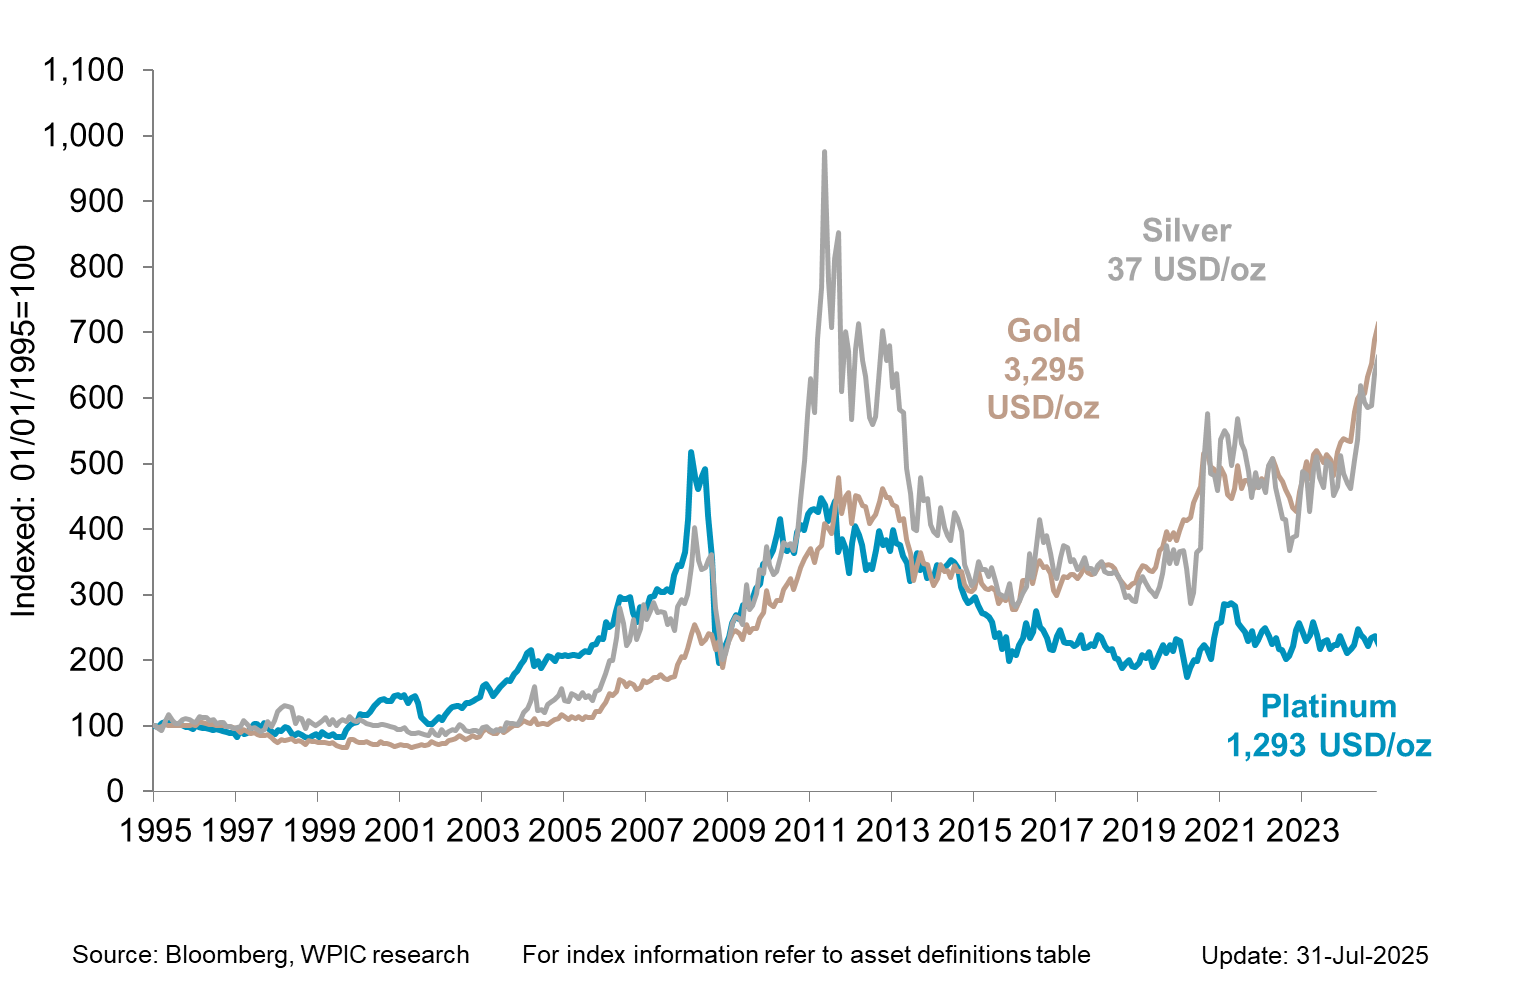 1,100
1,000
900
800
700
600
500
400
300
200
100
0
Indexed: 01/01/1995=100
Silver
37 USD/oz
Gold
3,295
USD/oz
Platinum
1,293 USD/oz
1995 1997 1999 2001 2003 2005 2007 2009 2011 2013 2015 2017 2019 2021 2023
Source: Bloomberg, WPIC research For index information refer to asset definitions table Update: 31-Jul-2025